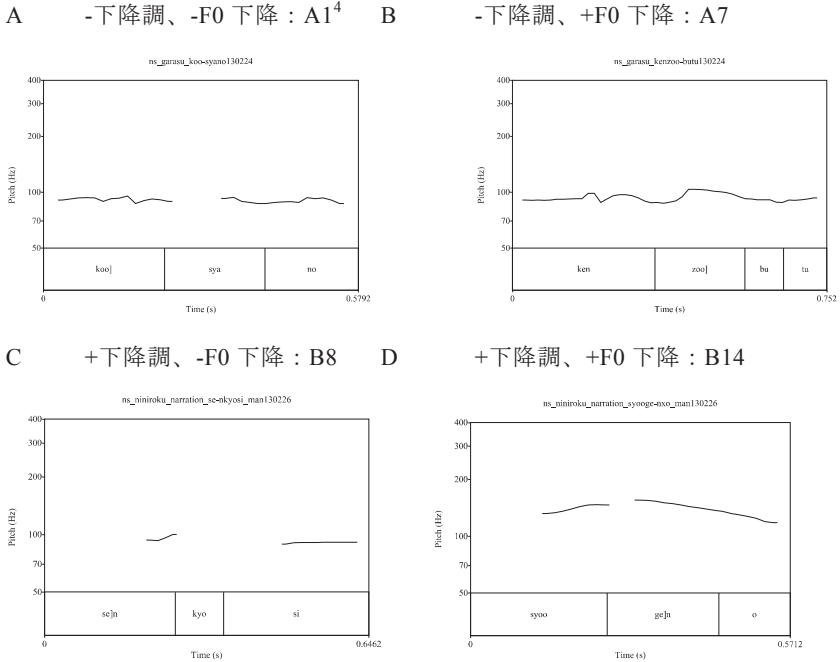 A -下降調、-F0 下降：A1⁴ B -下降調、+F0 下降：A7
ns_garasu_koo-syano130224
400
300
200
100
70
50
Pitch (Hz)
koo] sya no
0 0.5792
Time (s)
ns_garasu_kenzoo-butu130224
400
300
200
100
70
50
Pitch (Hz)
ken zoo] bu tu
0 0.752
Time (s)
C +下降調、-F0 下降：B8 D +下降調、+F0 下降：B14
ns_niniroku_narration_se-nkyosi_man130226
400
300
200
100
70
50
Pitch (Hz)
se]n kyo si
0 0.6462
Time (s)
ns_niniroku_narration_syooge-nxo_man130226
400
300
200
100
70
50
Pitch (Hz)
syoo ge]n o
0 0.5712
Time (s)